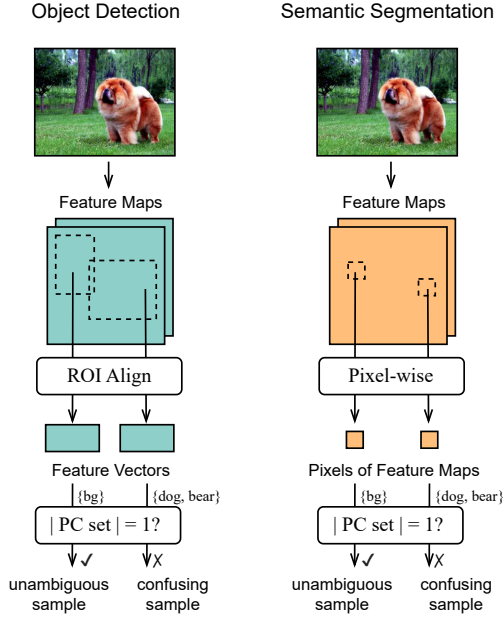 Object Detection
Feature Maps
ROI Align
Feature Vectors
{bg}
{dog, bear}
| PC set | = 1?
✓
✗
unambiguous
sample
confusing
sample
Semantic Segmentation
Feature Maps
Pixel-wise
Pixels of Feature Maps
{bg}
{dog, bear}
| PC set | = 1?
✓
✗
unambiguous
sample
confusing
sample